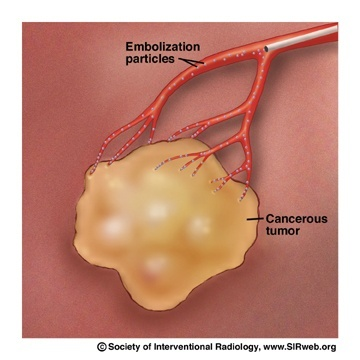 Embolization
particles
Cancerous
tumor
© Society of Interventional Radiology, www.SIRweb.org